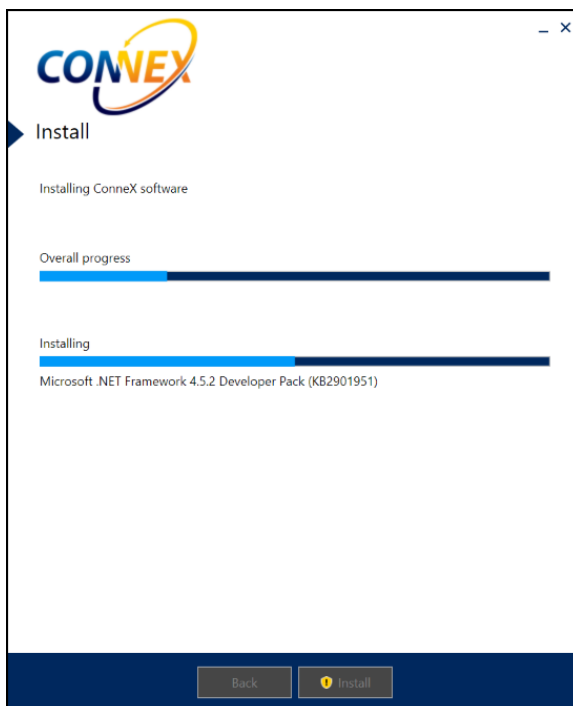 CONNEX
Install
Installing ConneX software
Overall progress
Installing
Microsoft .NET Framework 4.5.2 Developer Pack (KB2901951)
Back
Install